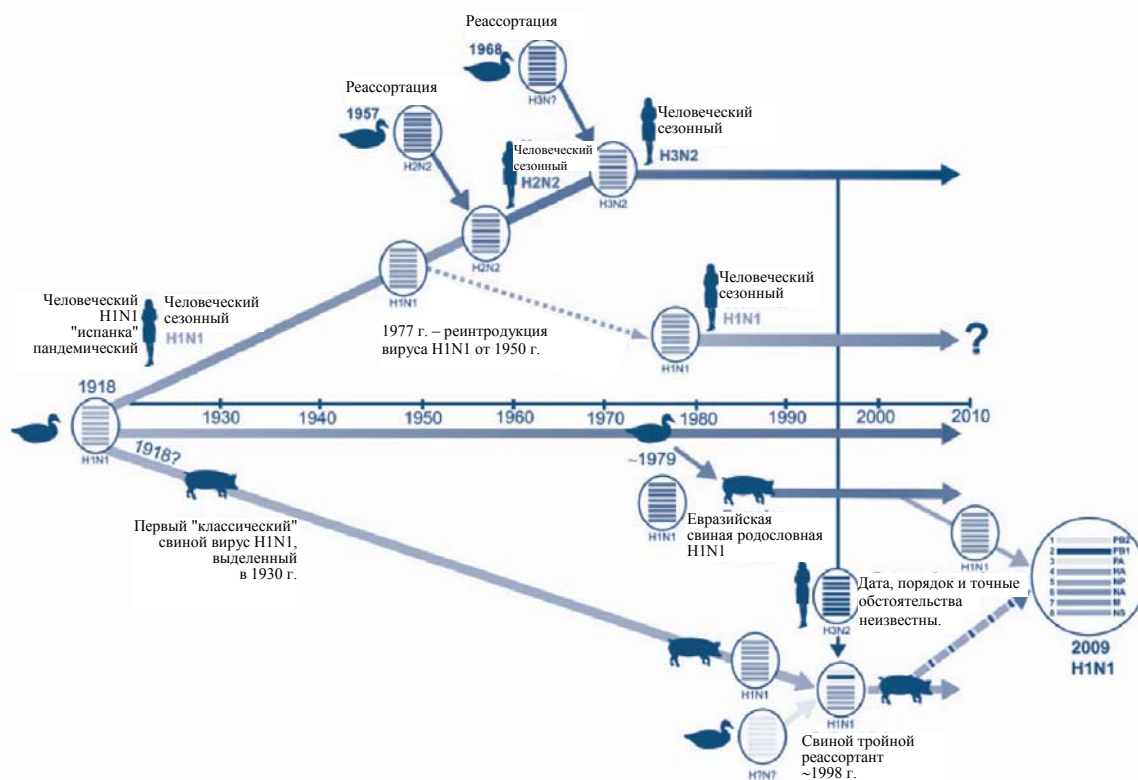 Реассортация
1968
H3N?
Реассортация
1957
H2N2
Человеческий
сезонный
H3N2
Человеческий
сезонный
H2N2
H3N2
H2N2
H1N1
Человеческий
H1N1
"испанка"
пандемический
Человеческий
сезонный
H1N1
1977 г. – реинтродукция
вируса H1N1 от 1950 г.
Человеческий
сезонный
H1N1
H1N1
?
1918
1930 1940 1950 1960 1970 1980 1990 2000 2010
H1N1
1918?
~1979
H1N1
Евразийская
свиная родословная
H1N1
H1N1
Первый "классический"
свиной вирус H1N1,
выделенный
в 1930 г.
Дата, порядок и точные
обстоятельства
неизвестны.
H3N2
1 PB2
2 PB1
3 PA
4 HA
5 NP
6 NA
7 M
8 NS
2009
H1N1
H1N1
H1N1
H?N?
Свиной тройной
реассортант
~1998 г.